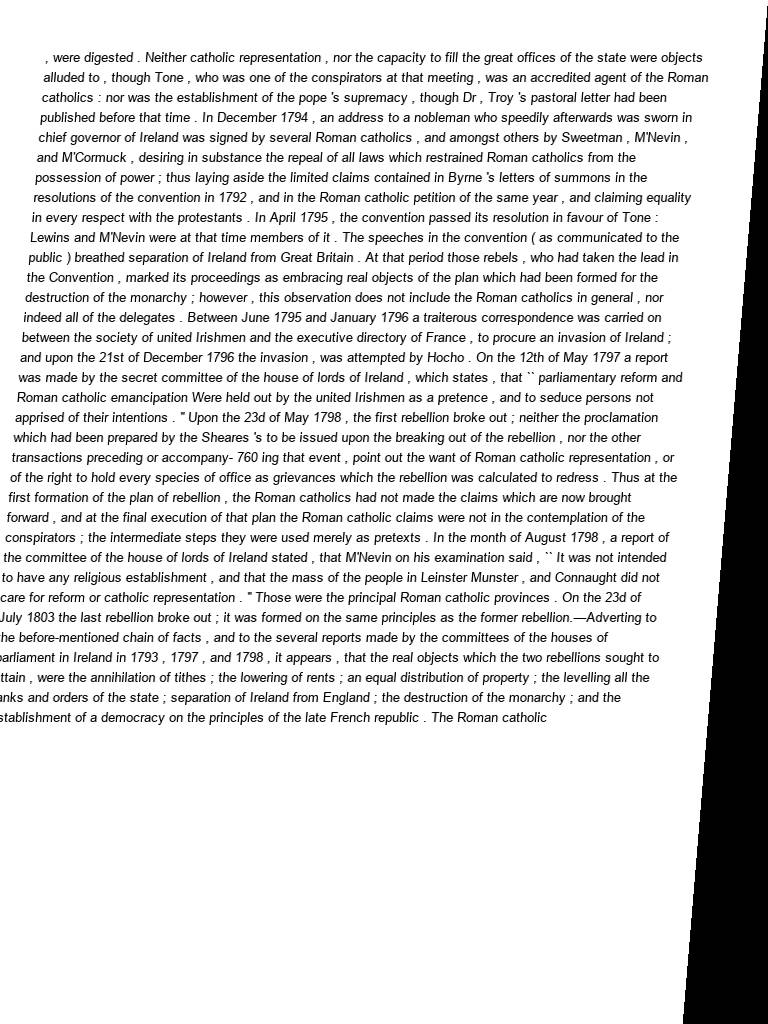 , were digested . Neither catholic representation , nor the capacity to fill the great offices of the state were objects
alluded to , though Tone , who was one of the conspirators at that meeting , was an accredited agent of the Roman
catholics : nor was the establishment of the pope 's supremacy , though Dr , Troy 's pastoral letter had been
published before that time . In December 1794 , an address to a nobleman who speedily afterwards was sworn in
chief governor of Ireland was signed by several Roman catholics , and amongst others by Sweetman , M'Nevin ,
and M'Cormuck , desiring in substance the repeal of all laws which restrained Roman catholics from the
possession of power ; thus laying aside the limited claims contained in Byrne 's letters of summons in the
resolutions of the convention in 1792 , and in the Roman catholic petition of the same year , and claiming equality
in every respect with the protestants . In April 1795 , the convention passed its resolution in favour of Tone :
Lewins and M'Nevin were at that time members of it . The speeches in the convention ( as communicated to the
public ) breathed separation of Ireland from Great Britain . At that period those rebels , who had taken the lead in
the Convention , marked its proceedings as embracing real objects of the plan which had been formed for the
destruction of the monarchy ; however , this observation does not include the Roman catholics in general , nor
indeed all of the delegates . Between June 1795 and January 1796 a traiterous correspondence was carried on
between the society of united Irishmen and the executive directory of France , to procure an invasion of Ireland ;
and upon the 21st of December 1796 the invasion , was attempted by Hocho . On the 12th of May 1797 a report
was made by the secret committee of the house of lords of Ireland , which states , that `` parliamentary reform and
Roman catholic emancipation Were held out by the united Irishmen as a pretence , and to seduce persons not
apprised of their intentions . " Upon the 23d of May 1798 , the first rebellion broke out ; neither the proclamation
which had been prepared by the Sheares 's to be issued upon the breaking out of the rebellion , nor the other
transactions preceding or accompany- 760 ing that event , point out the want of Roman catholic representation , or
of the right to hold every species of office as grievances which the rebellion was calculated to redress . Thus at the
first formation of the plan of rebellion , the Roman catholics had not made the claims which are now brought
forward , and at the final execution of that plan the Roman catholic claims were not in the contemplation of the
conspirators ; the intermediate steps they were used merely as pretexts . In the month of August 1798 , a report of
the committee of the house of lords of Ireland stated , that M'Nevin on his examination said , `` It was not intended
to have any religious establishment , and that the mass of the people in Leinster Munster , and Connaught did not
care for reform or catholic representation . " Those were the principal Roman catholic provinces . On the 23d of
July 1803 the last rebellion broke out ; it was formed on the same principles as the former rebellion.—Adverting to
the before-mentioned chain of facts , and to the several reports made by the committees of the houses of
parliament in Ireland in 1793 , 1797 , and 1798 , it appears , that the real objects which the two rebellions sought to
ttain , were the annihilation of tithes ; the lowering of rents ; an equal distribution of property ; the levelling all the
anks and orders of the state ; separation of Ireland from England ; the destruction of the monarchy ; and the
stablishment of a democracy on the principles of the late French republic . The Roman catholic